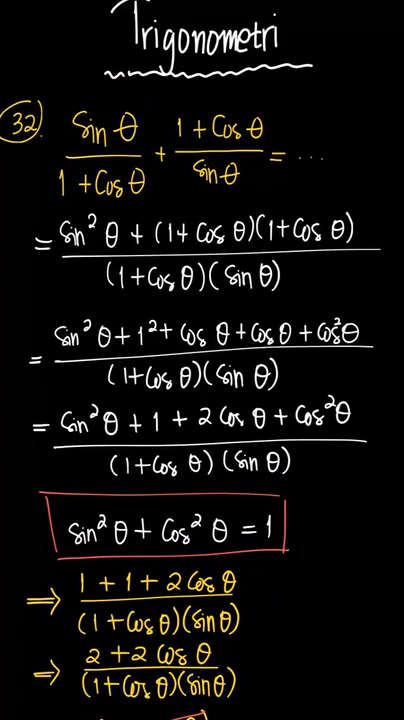 Trigonometri
32. sin θ / 1 + cos θ + 1 + cos θ / sin θ = ...
= sin² θ + (1 + cos θ)(1 + cos θ) / (1 + cos θ)(sin θ)
= sin² θ + 1² + cos θ + cos θ + cos² θ / (1 + cos θ)(sin θ)
= sin² θ + 1 + 2 cos θ + cos² θ / (1 + cos θ)(sin θ)
sin² θ + cos² θ = 1
⇒ 1 + 1 + 2 cos θ / (1 + cos θ)(sin θ)
⇒ 2 + 2 cos θ / (1 + cos θ)(sin θ)